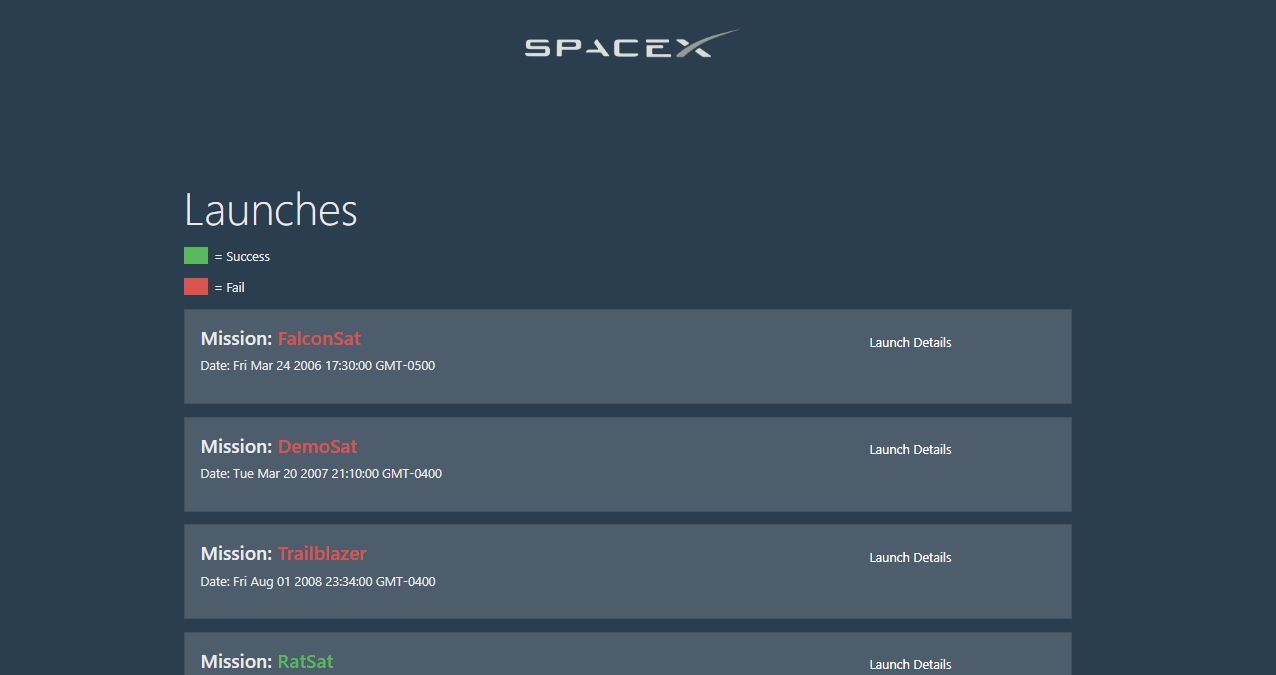 SPACEX
Launches
= Success
= Fail
Mission: FalconSat
Launch Details
Date: Fri Mar 24 2006 17:30:00 GMT-0500
Mission: DemoSat
Launch Details
Date: Tue Mar 20 2007 21:10:00 GMT-0400
Mission: Trailblazer
Launch Details
Date: Fri Aug 01 2008 23:34:00 GMT-0400
Mission: RatSat
Launch Details